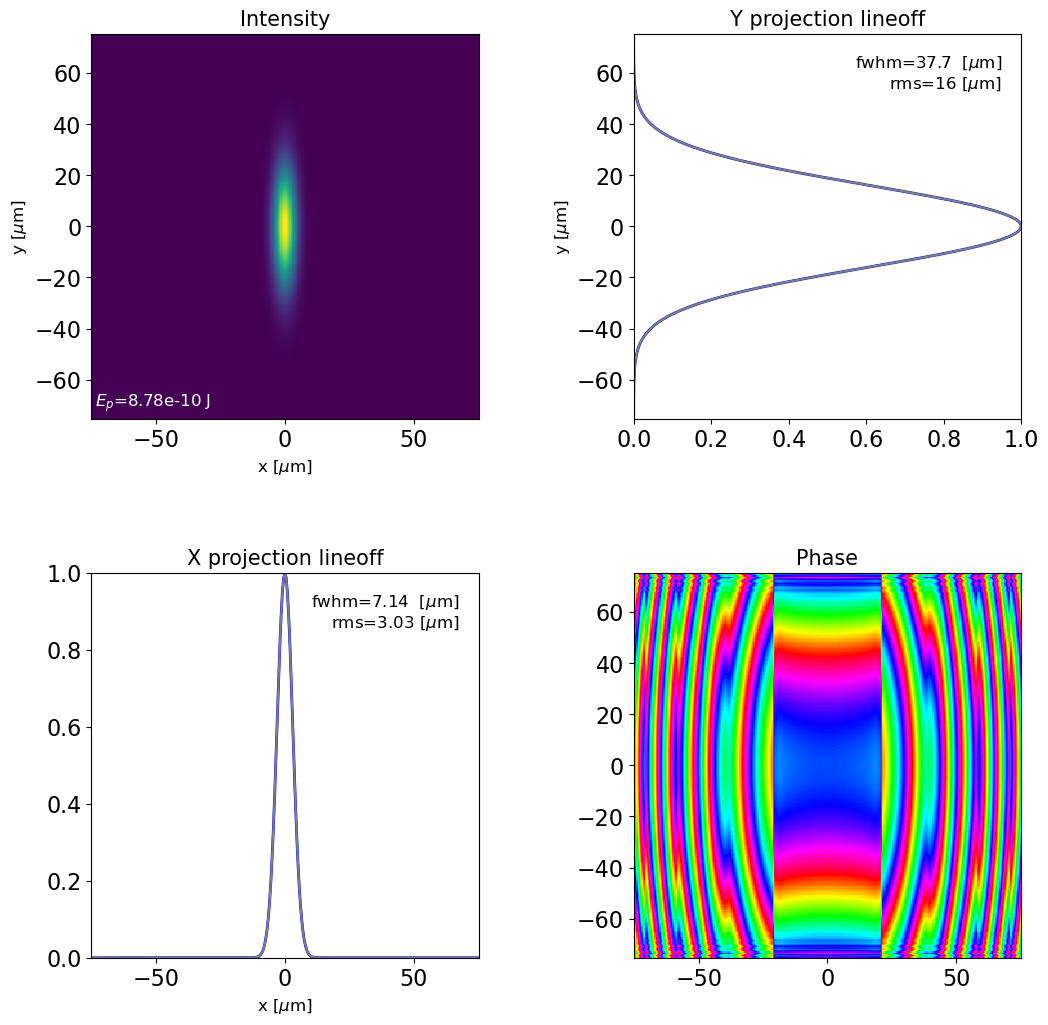 Intensity
60
40
20
0
−20
−40
−60
y [μm]
E_p=8.78e-10 J
−50 0 50
x [μm]
Y projection lineoff
fwhm=37.7 [μm]
rms=16 [μm]
60
40
20
0
−20
−40
−60
y [μm]
0.0 0.2 0.4 0.6 0.8 1.0
X projection lineoff
fwhm=7.14 [μm]
rms=3.03 [μm]
1.0
0.8
0.6
0.4
0.2
0.0
−50 0 50
x [μm]
Phase
60
40
20
0
−20
−40
−60
−50 0 50